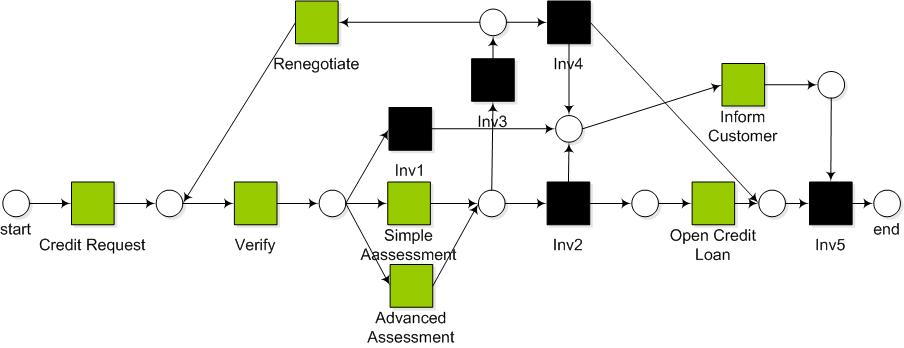 Renegotiate
Inv4
Inv3
Inform
Customer
Inv1
start
Credit Request
Verify
Simple
Aassessment
Inv2
Open Credit
Loan
Inv5
end
Advanced
Assessment